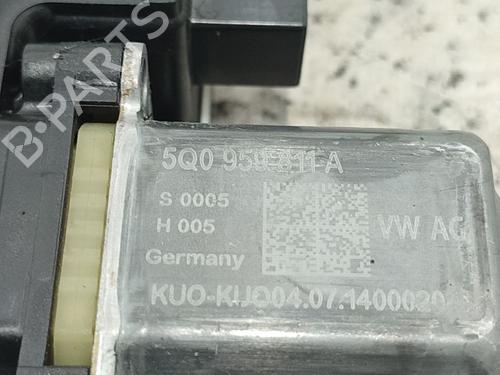 B-PARTS
5Q0 959 811 A
S 0005
H 005
VW AG
Germany
KUO-KUO04.07.1400020